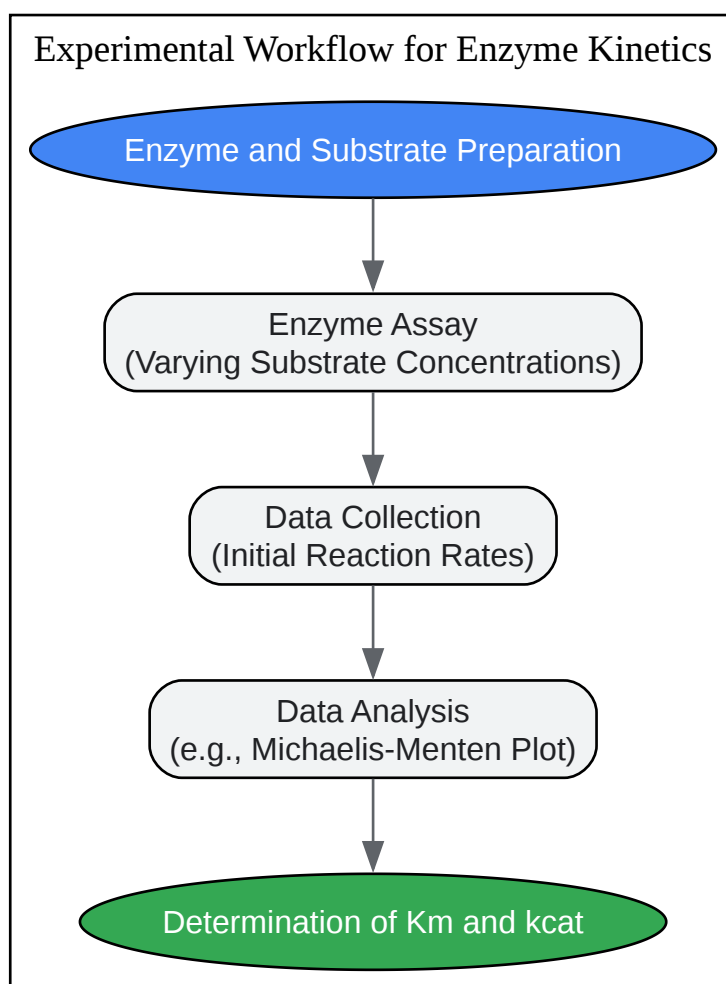 Experimental Workflow for Enzyme Kinetics
Enzyme and Substrate Preparation
Enzyme Assay
(Varying Substrate Concentrations)
Data Collection
(Initial Reaction Rates)
Data Analysis
(e.g., Michaelis-Menten Plot)
Determination of Km and kcat